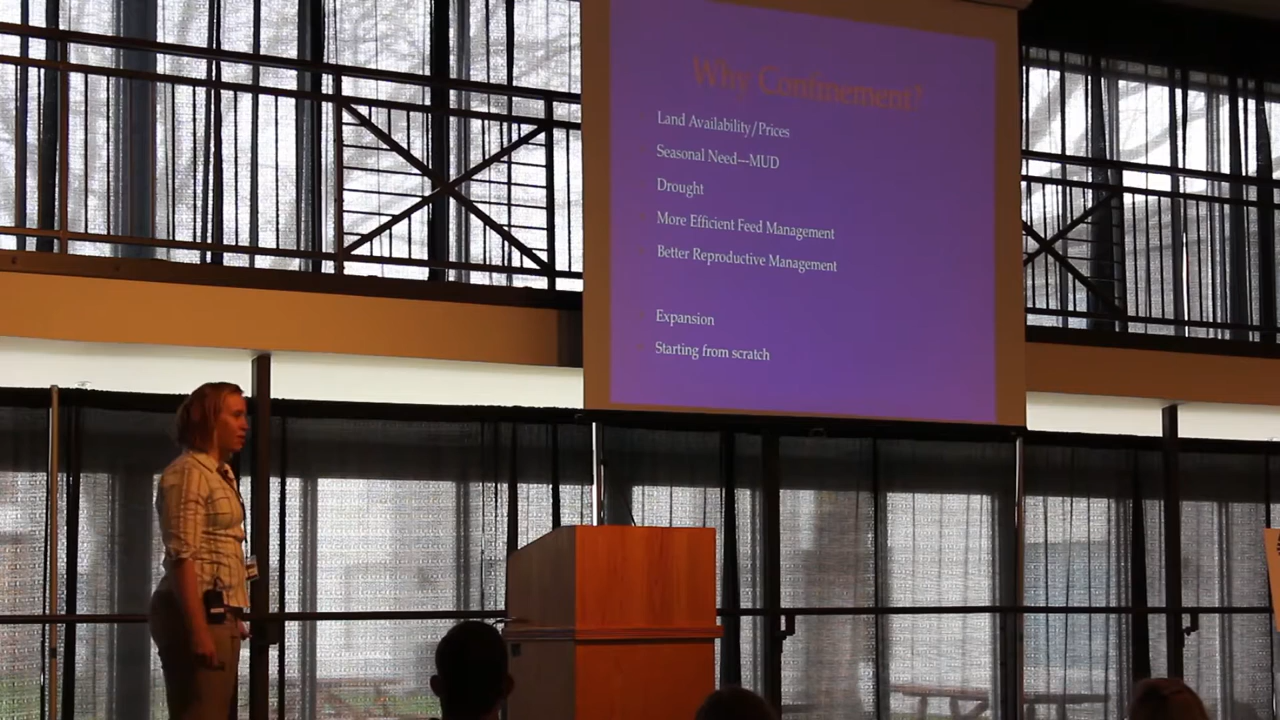 Why Confinement?
Land Availability/Prices
Seasonal Need---MUD
Drought
More Efficient Feed Management
Better Reproductive Management
Expansion
Starting from scratch